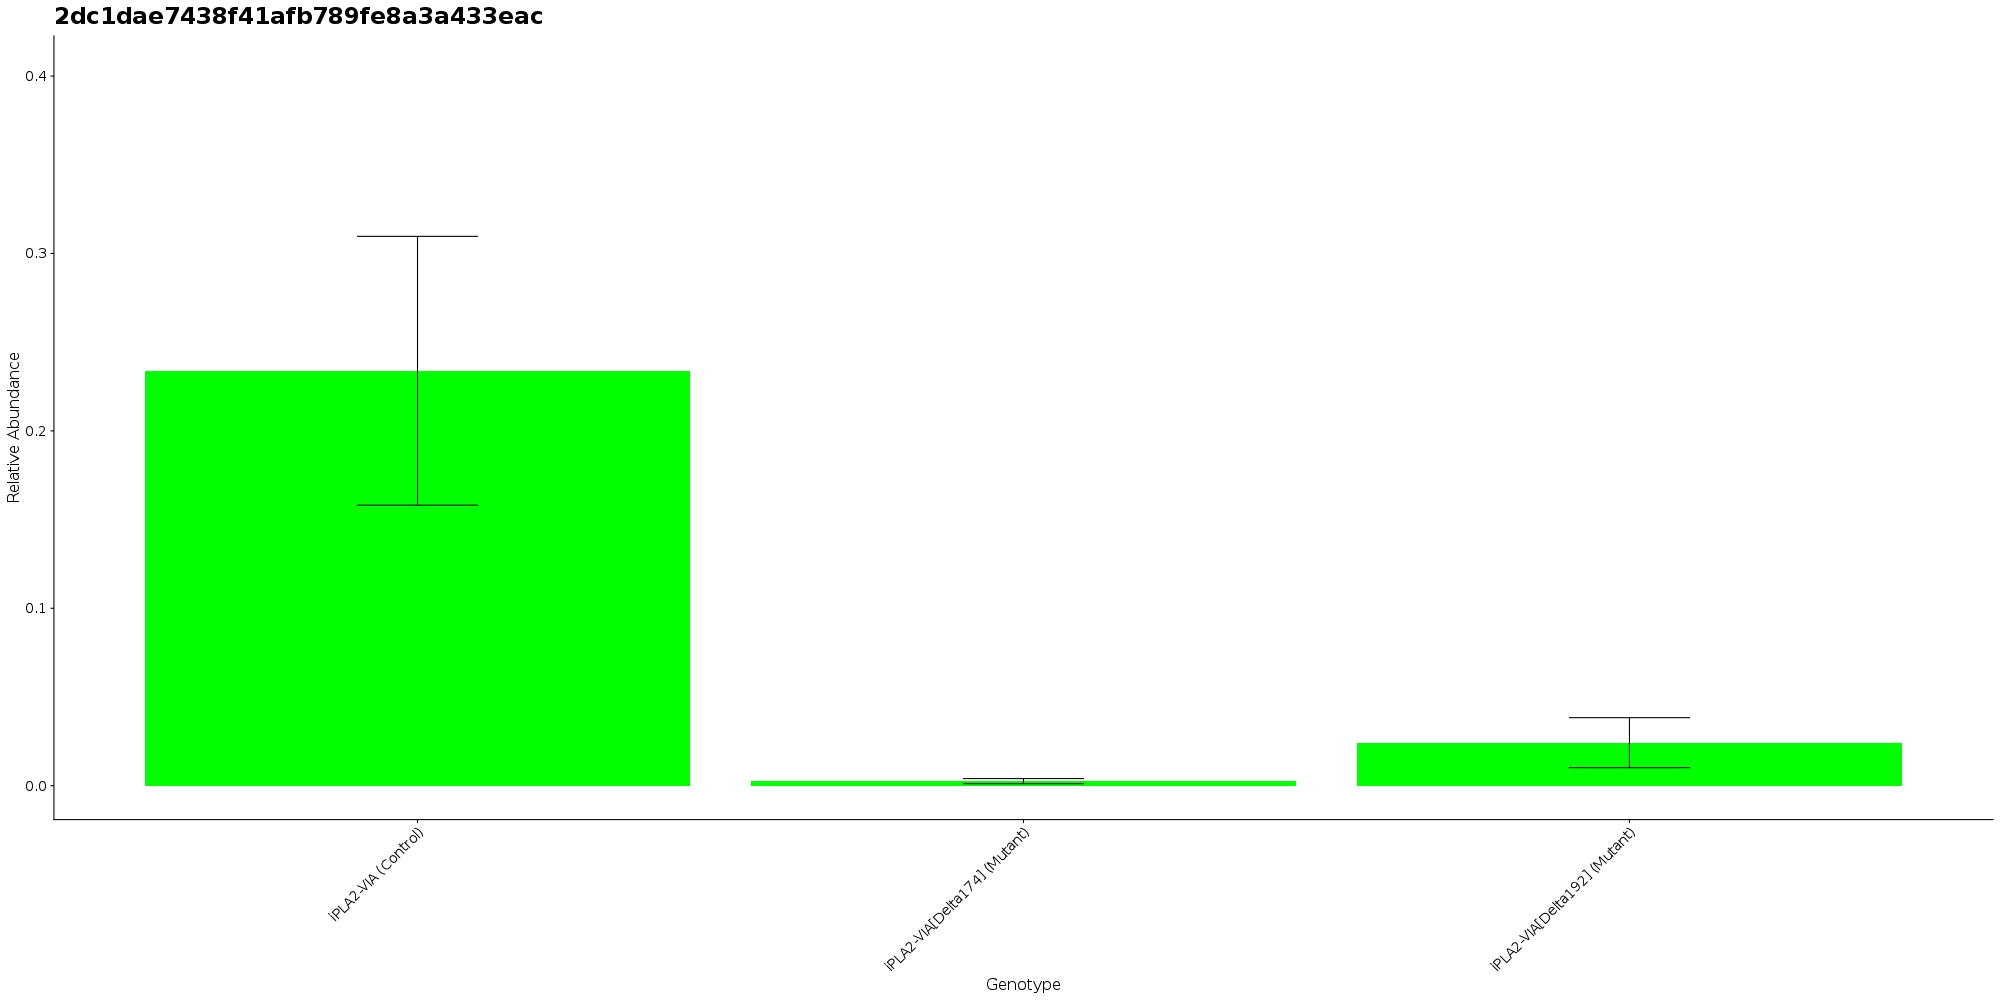 2dc1dae7438f41afb789fe8a3a433eac
Relative Abundance
0.4
0.3
0.2
0.1
0.0
iPLA2-VIA (Control)
iPLA2-VIA[Delta174] (Mutant)
iPLA2-VIA[Delta192] (Mutant)
Genotype